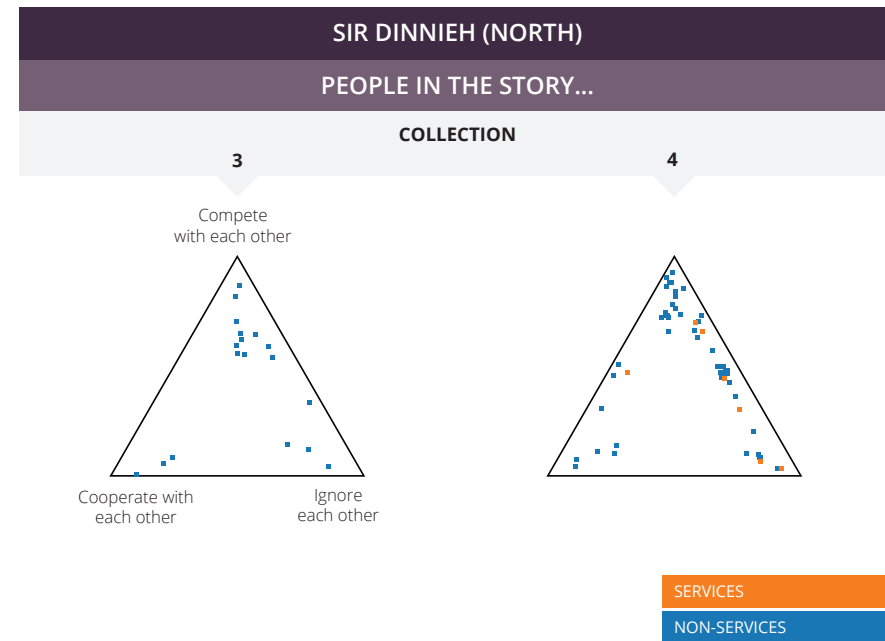 SIR DINNIEH (NORTH)
PEOPLE IN THE STORY...
COLLECTION
3
4
Compete
with each other
Cooperate with
each other
Ignore
each other
SERVICES
NON-SERVICES